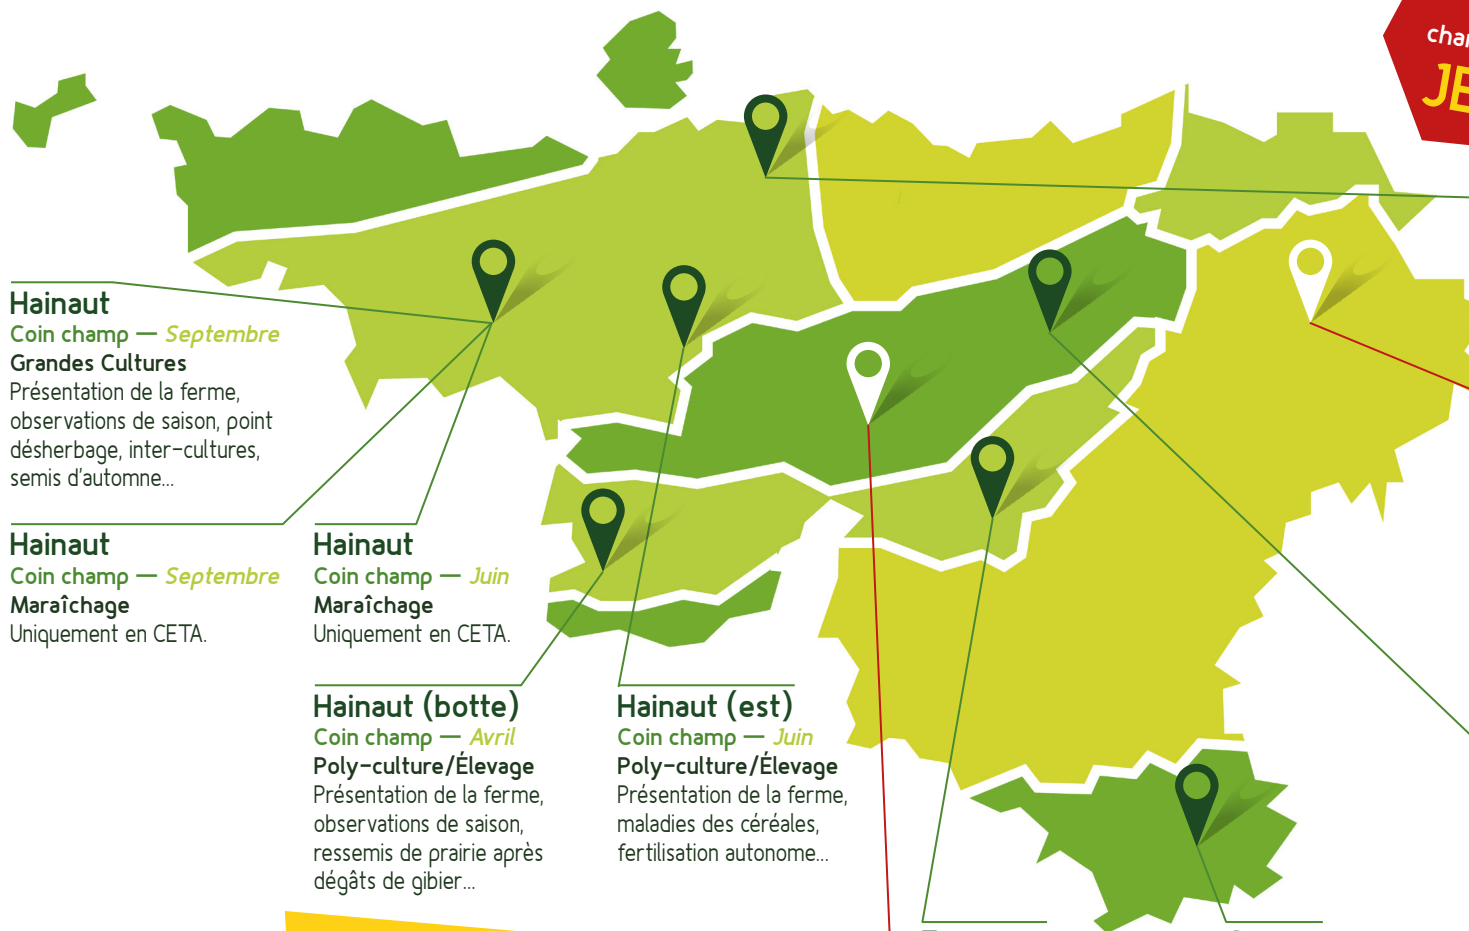 Hainaut
Coin champ — Septembre
Grandes Cultures
Présentation de la ferme,
observations de saison, point
désherbage, inter-cultures,
semis d'automne...
Hainaut
Coin champ — Septembre
Maraîchage
Uniquement en CETA.
Hainaut
Coin champ — Juin
Maraîchage
Uniquement en CETA.
Hainaut (botte)
Coin champ — Avril
Poly-culture/Élevage
Présentation de la ferme,
observations de saison,
ressemis de prairie après
dégâts de gibier...
Hainaut (est)
Coin champ — Juin
Poly-culture/Élevage
Présentation de la ferme,
maladies des céréales,
fertilisation autonome...